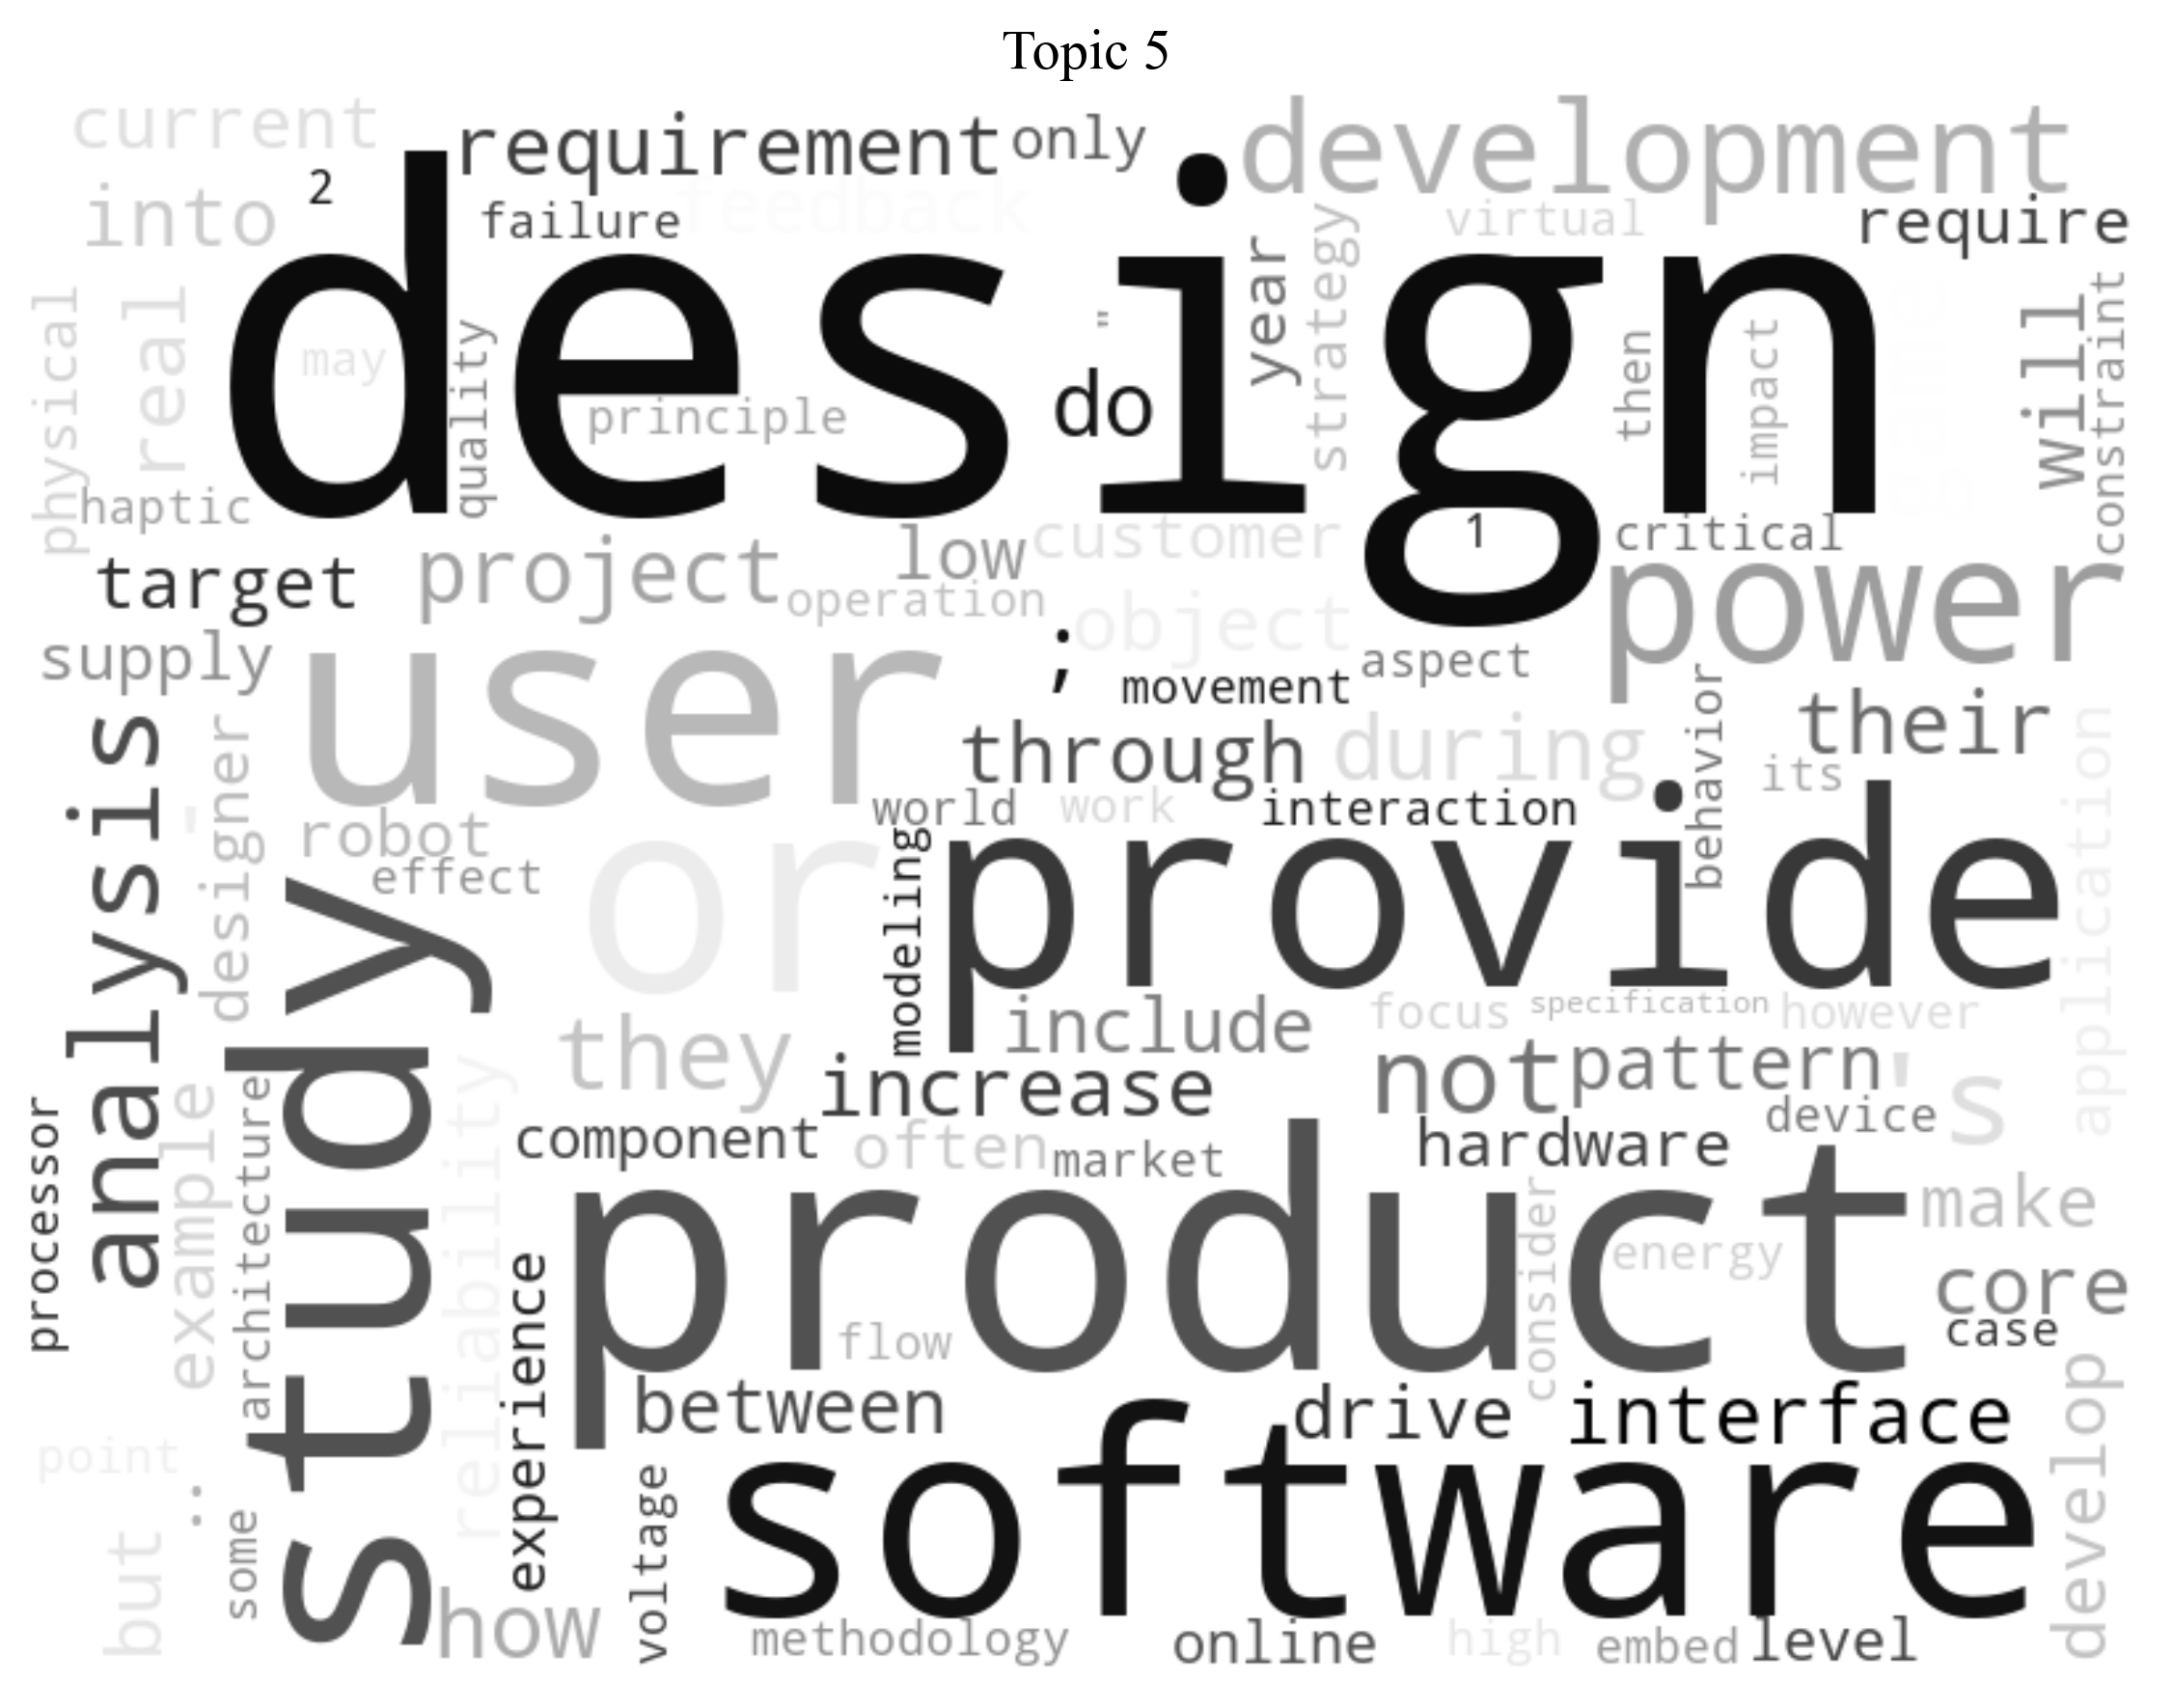 Topic 5
current
requirement
only
development
into
2
failure
feedback
virtual
require
design
physical
real
may
quality
principle
"
do
year
strategy
then
impact
will
constraint
haptic
1
critical
target
project
low
customer
operation
object
power
supply
user
;
movement
aspect
behavior
their
analysis
designer
'
robot
effect
through
during
its
world
work
interaction
application
study
or
modeling
provide
they
include
focus
specification
however
increase
not
pattern
's
processor
example
architecture
reliability
component
often
market
hardware
device
make
experience
product
consider
energy
core
flow
case
between
drive
interface
develop
point
:
but
some
how
voltage
software
methodology
online
high
embed
level